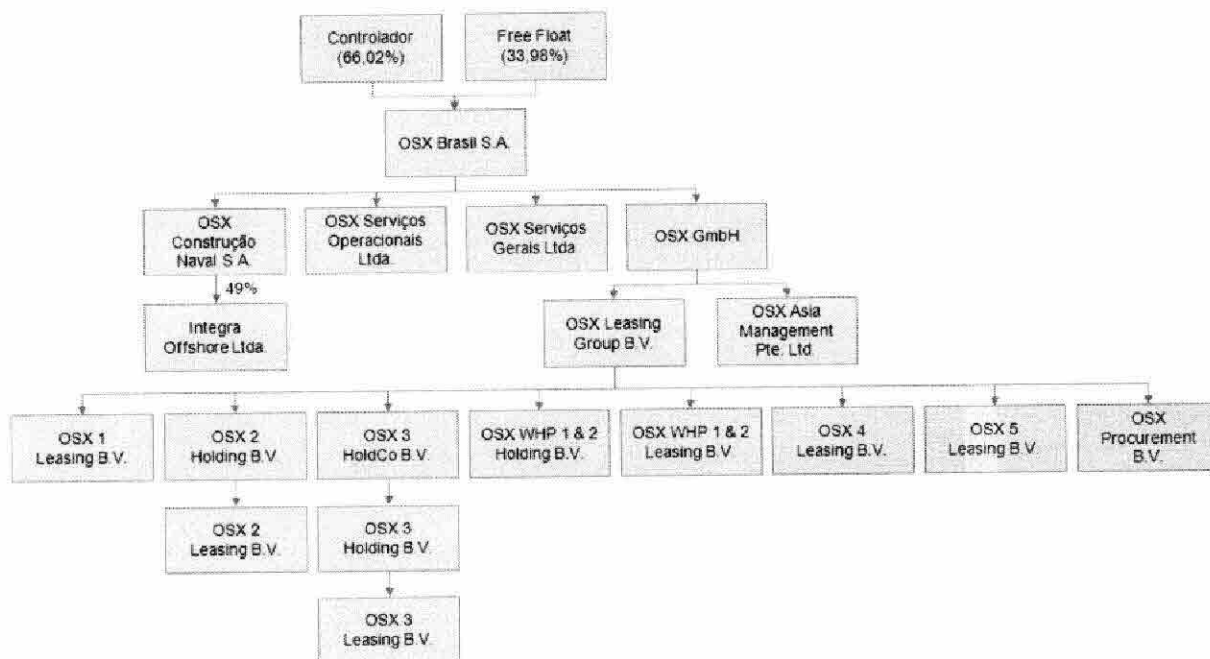 Controlador
(66,02%)
Free Float
(33,98%)
OSX Brasil S.A.
OSX
Construção
Naval S.A.
OSX Serviços
Operacionais
Ltda.
OSX Serviços
Gerais Ltda
OSX GmbH
49%
Integra
Offshore Ltda.
OSX Leasing
Group B.V.
OSX Asia
Management
Pte. Ltd
OSX 1
Leasing B.V.
OSX 2
Holding B.V.
OSX 3
HoldCo B.V.
OSX WHP 1 & 2
Holding B.V.
OSX WHP 1 & 2
Leasing B.V.
OSX 4
Leasing B.V.
OSX 5
Leasing B.V.
OSX
Procurement
B.V.
OSX 2
Leasing B.V.
OSX 3
Holding B.V.
OSX 3
Leasing B.V.